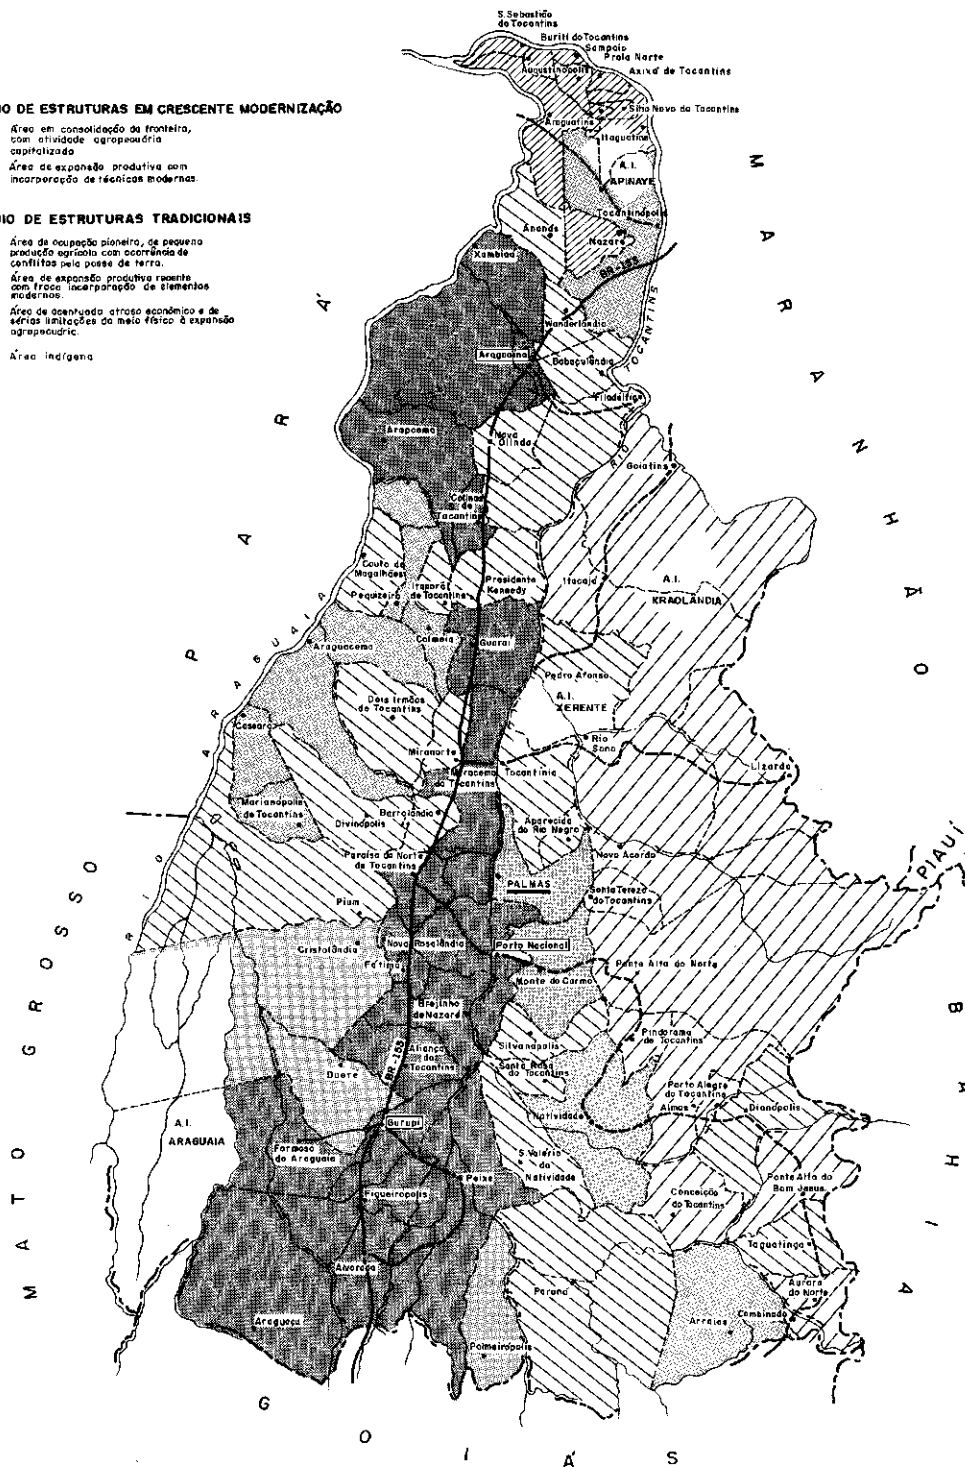 IO DE ESTRUTURAS EM CRESCENTE MODERNIZAÇÃO
Área em consolidação da fronteira,
com atividade agropecuária
capitalizada
Área de expansão produtiva com
incorporação de técnicas modernas.
IO DE ESTRUTURAS TRADICIONAIS
Área de ocupação pioneira, de pequena
produção agrícola com ocorrência de
conflitos pela posse de terra.
Área de expansão produtiva recente
com fraca incorporação de elementos
modernos.
Área de acentuado atraso econômico e de
sérias limitações do meio físico à expansão
agropecuária.
Área indígena
S. Sebastião
do Tocantins
Buriti do Tocantins
Sampaio
Praia Norte
Axixá de Tocantins
Augustinópolis
Sítio Novo do Tocantins
Araguatins
Itaguatins
A.I.
APINAYE
Tocantinópolis
Nazaré
Ananás
BR-153
Xambioá
Wanderlândia
Araguaína
Babaçulândia
Filadélfia
RIO TOCANTINS
Arapoema
Nova
Olinda
Goiatins
Colinas
de
Tocantins
Couto de
Magalhães
Presidente
Kennedy
Itacajá
A.I.
KRAOLÂNDIA
Pequizeiro
Itaporã
de Tocantins
Colmeia
Guaraí
Araguacema
Pedro Afonso
A.I.
XERENTE
Dois Irmãos
de Tocantins
Caseara
Rio
Sono
Miranorte
Lizarda
Miracema
do Tocantins
Tocantínia
Marianópolis
de Tocantins
Divinópolis
Barrolândia
Aparecida
do Rio Negro
Novo Acordo
Paraíso do Norte
de Tocantins
PALMAS
Santa Tereza
do Tocantins
Pium
Cristalândia
Nova Rosalândia
Porto Nacional
Fátima
Ponte Alta do Norte
Monte do Carmo
Brejinho
de Nazaré
Silvanópolis
Pindorama
de Tocantins
Aliança
do
Tocantins
Santa Rosa
do Tocantins
BR-153
Dueré
Porto Alegre
do Tocantins
Almas
Dianópolis
Natividade
A.I.
ARAGUAIA
Gurupi
Formoso
do Araguaia
S. Valério
da
Natividade
Peixe
Ponte Alta do
Bom Jesus
Figueirópolis
Conceição
do Tocantins
Taguatinga
Alvorada
Paranã
Aurora
do Norte
Combinado
Araguaçu
Arraias
Palmeirópolis
RIO ARAGUAIA
PARÁ
MARANHÃO
PIAUÍ
BAHIA
GOIÁS
MATO GROSSO